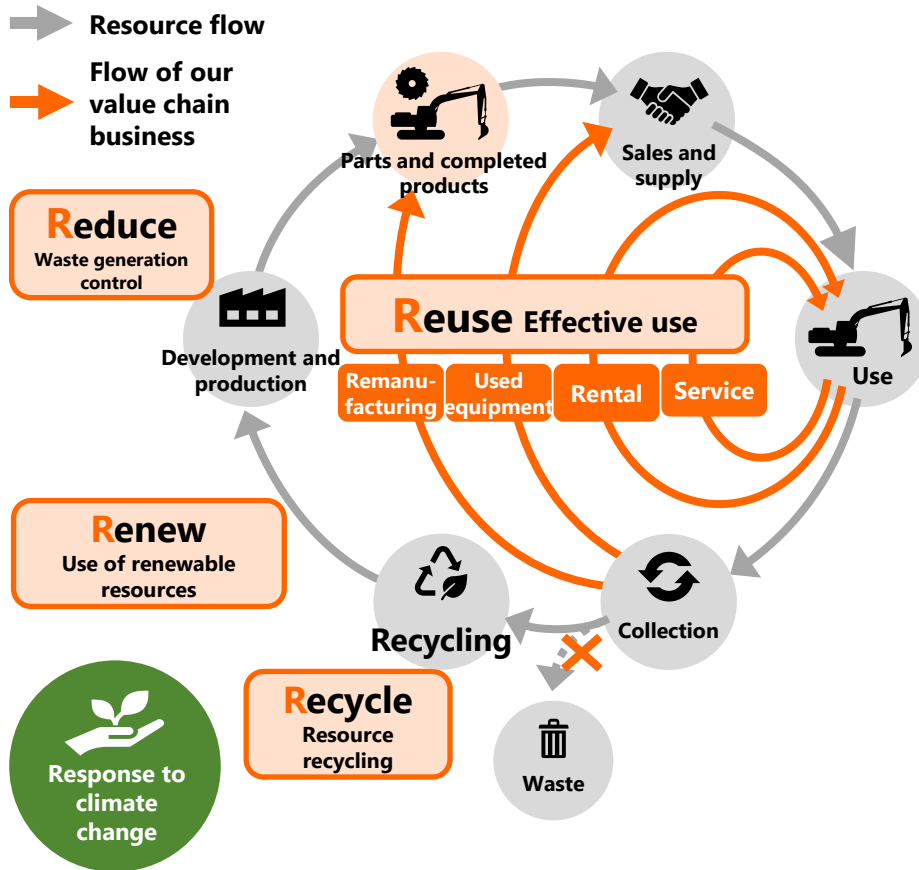 Resource flow
Flow of our
value chain
business
Parts and completed
products
Sales and
supply
Reduce
Waste generation
control
Development and
production
Reuse Effective use
Remanu-
facturing
Used
equipment
Rental
Service
Use
Renew
Use of renewable
resources
Recycling
Collection
Recycle
Resource
recycling
Waste
Response to
climate
change